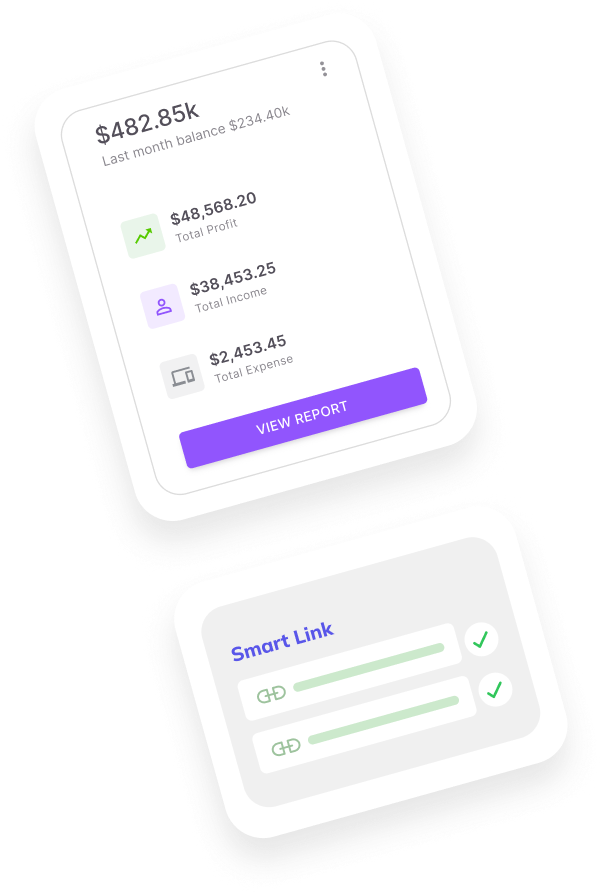 $482.85k
Last month balance $234.40k
$48,568.20
Total Profit
$38,453.25
Total Income
$2,453.45
Total Expense
VIEW REPORT
Smart Link